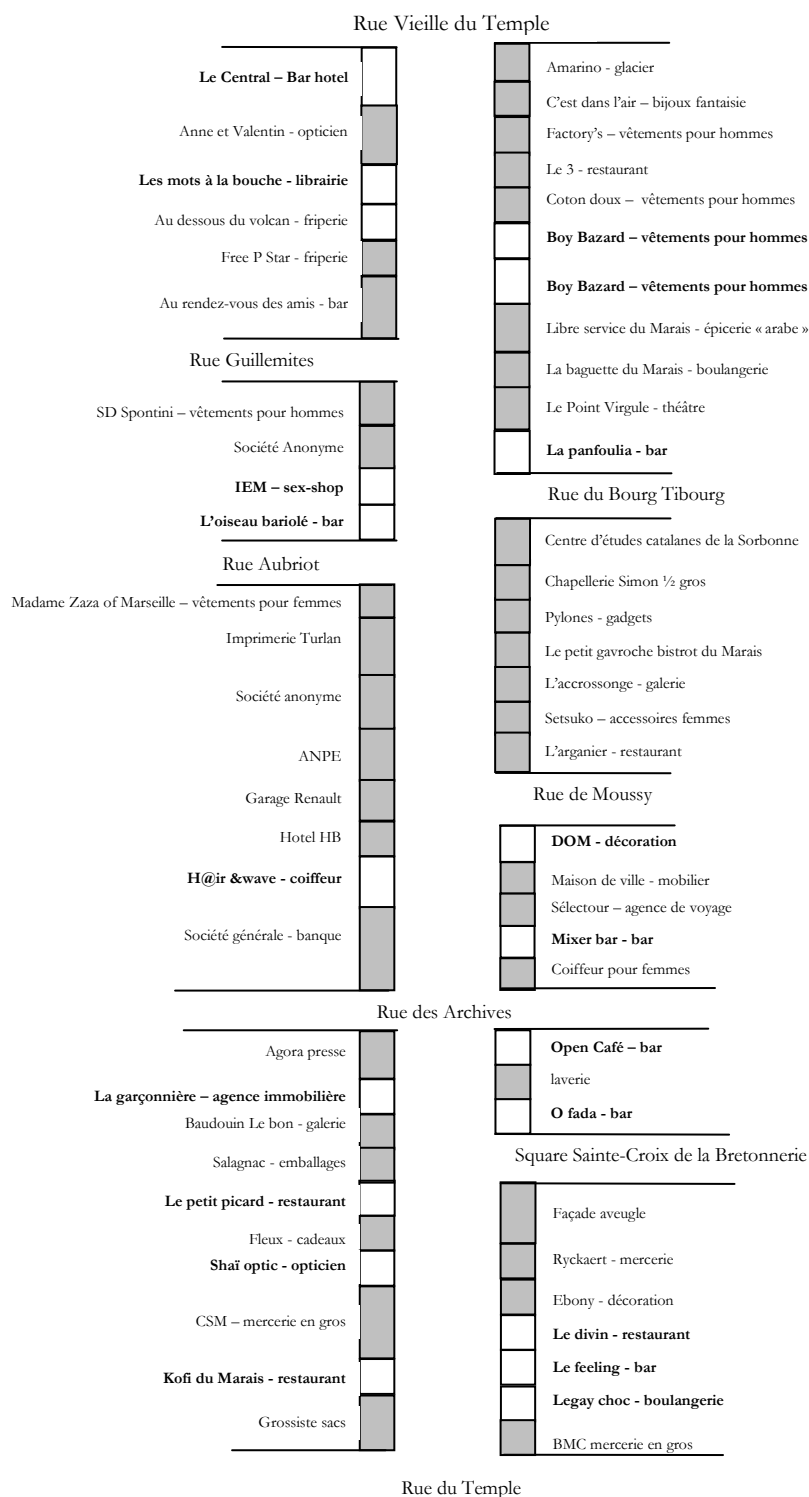 Rue Vieille du Temple
Le Central – Bar hotel
Anne et Valentin - opticien
Les mots à la bouche - librairie
Au dessous du volcan - friperie
Free P Star - friperie
Au rendez-vous des amis - bar
Rue Guillemites
SD Spontini – vêtements pour hommes
Société Anonyme
IEM – sex-shop
L'oiseau bariolé - bar
Rue Aubriot
Madame Zaza of Marseille – vêtements pour femmes
Imprimerie Turlan
Société anonyme
ANPE
Garage Renault
Hotel HB
H@ir &wave - coiffeur
Société générale - banque
Amarino - glacier
C'est dans l'air – bijoux fantaisie
Factory's – vêtements pour hommes
Le 3 - restaurant
Coton doux – vêtements pour hommes
Boy Bazard – vêtements pour hommes
Boy Bazard – vêtements pour hommes
Libre service du Marais - épicerie « arabe »
La baguette du Marais - boulangerie
Le Point Virgule - théâtre
La panfoulia - bar
Rue du Bourg Tibourg
Centre d'études catalanes de la Sorbonne
Chapellerie Simon ½ gros
Pylones - gadgets
Le petit gavroche bistrot du Marais
L'accrossonge - galerie
Setsuko – accessoires femmes
L'arganier - restaurant
Rue de Moussy
DOM - décoration
Maison de ville - mobilier
Sélectour – agence de voyage
Mixer bar - bar
Coiffeur pour femmes
Rue des Archives
Agora presse
La garçonnière – agence immobilière
Baudouin Le bon - galerie
Salagnac - emballages
Le petit picard - restaurant
Fleux - cadeaux
Shaï optic - opticien
CSM – mercerie en gros
Kofi du Marais - restaurant
Grossiste sacs
Open Café – bar
laverie
O fada - bar
Square Sainte-Croix de la Bretonnerie
Façade aveugle
Ryckaert - mercerie
Ebony - décoration
Le divin - restaurant
Le feeling - bar
Legay choc - boulangerie
BMC mercerie en gros
Rue du Temple